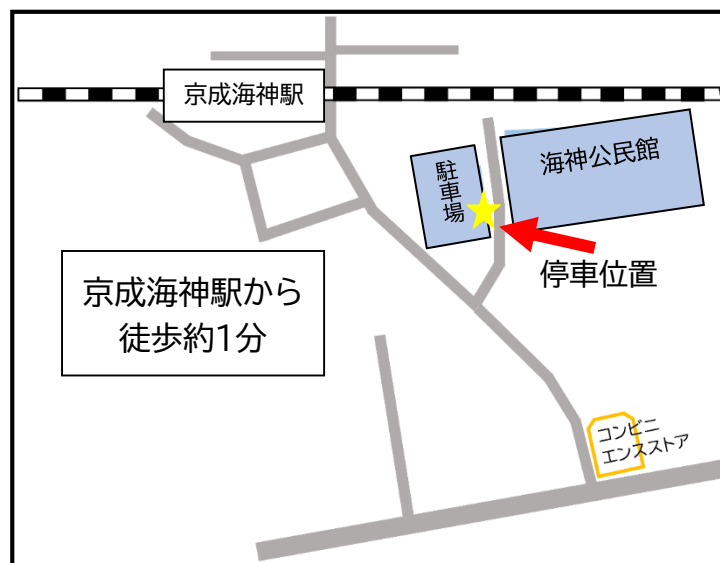 京成海神駅
海神公民館
駐車場
停車位置
京成海神駅から
徒歩約1分
コンビニ
エンスストア